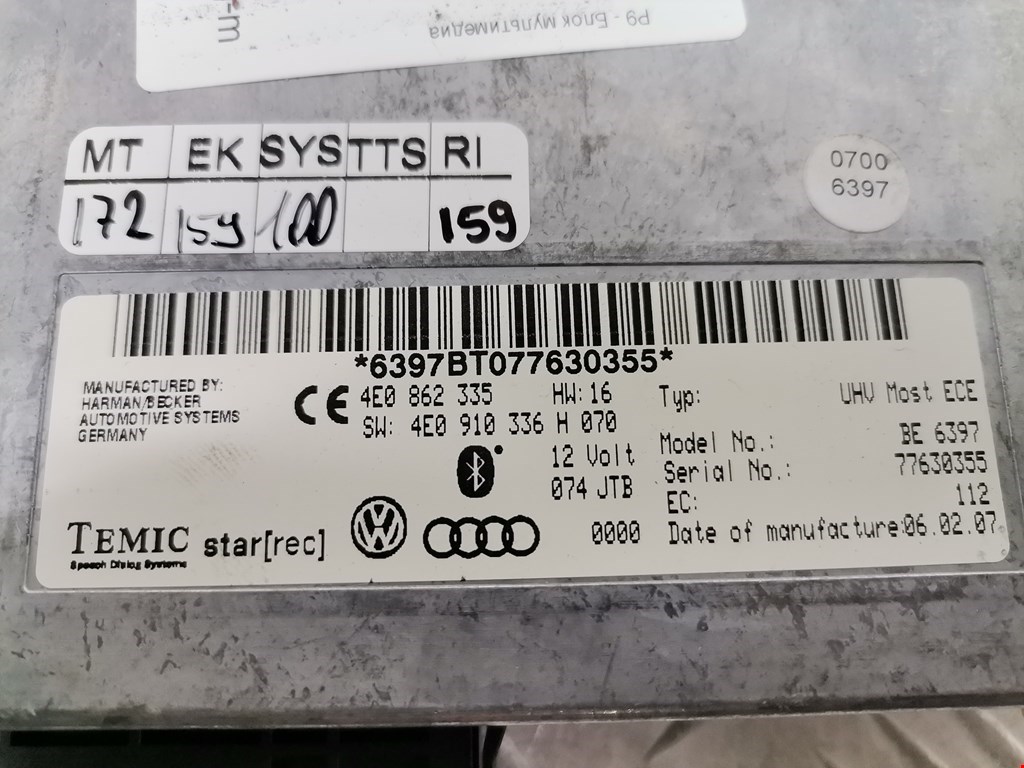 Р9 - Блок мультимедиа
MT EK SYS TTS RI
172 159 100 159
0700
6397
*6397BT077630355*
MANUFACTURED BY:
HARMAN/BECKER
AUTOMOTIVE SYSTEMS
GERMANY
CE
4E0 862 335 HW: 16
SW: 4E0 910 336 H 070
12 Volt
074 JTB
0000
Typ: UHV Most ECE
Model No.: BE 6397
Serial No.: 77630355
EC: 112
Date of manufacture: 06.02.07
TEMIC
Speech Dialog Systems
star[rec]
VW